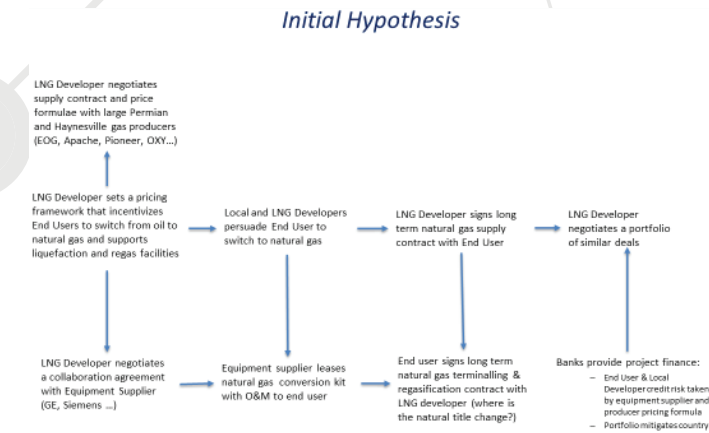 Initial Hypothesis
LNG Developer negotiates
supply contract and price
formulae with large Permian
and Haynesville gas producers
(EOG, Apache, Pioneer, OXY...)
LNG Developer sets a pricing
framework that incentivizes
End Users to switch from oil to
natural gas and supports
liquefaction and regas facilities
Local and LNG Developers
persuade End User to
switch to natural gas
LNG Developer signs long
term natural gas supply
contract with End User
LNG Developer
negotiates a portfolio
of similar deals
LNG Developer negotiates
a collaboration agreement
with Equipment Supplier
(GE, Siemens ...)
Equipment supplier leases
natural gas conversion kit
with O&M to end user
End user signs long term
natural gas terminalling &
regasification contract with
LNG developer (where is
the natural title change?)
Banks provide project finance:
– End User & Local
Developer credit risk taken
by equipment supplier and
producer pricing formula
– Portfolio mitigates country